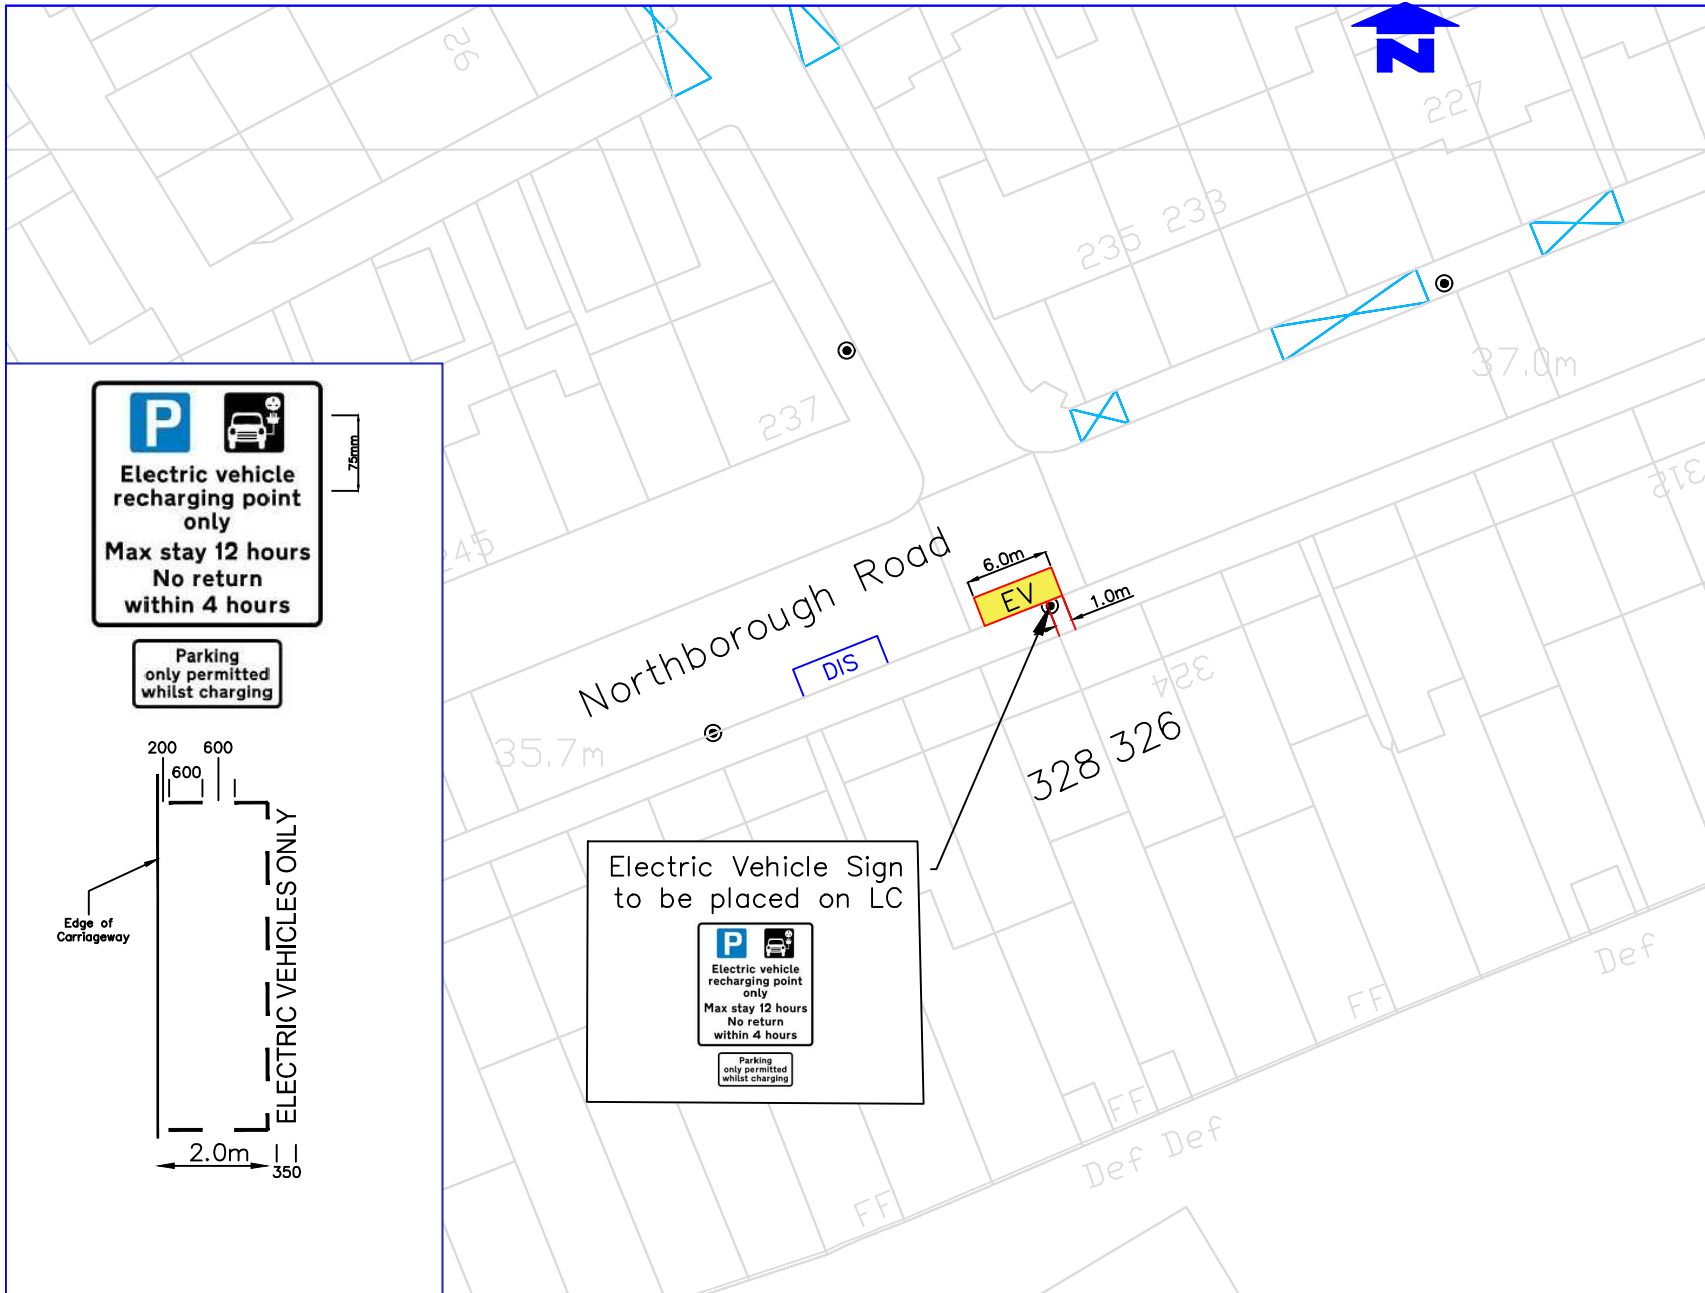 N
26
227
235 233
37.0m
237
312
245
P
Electric vehicle
recharging point
only
Max stay 12 hours
No return
within 4 hours
75mm
Parking
only permitted
whilst charging
Northborough Road
6.0m
EV
1.0m
DIS
324
328 326
35.7m
200 600
600
ELECTRIC VEHICLES ONLY
Edge of
Carriageway
2.0m
350
Electric Vehicle Sign
to be placed on LC
P
Electric vehicle
recharging point
only
Max stay 12 hours
No return
within 4 hours
Parking
only permitted
whilst charging
Def
FF
FF
Def Def
FF